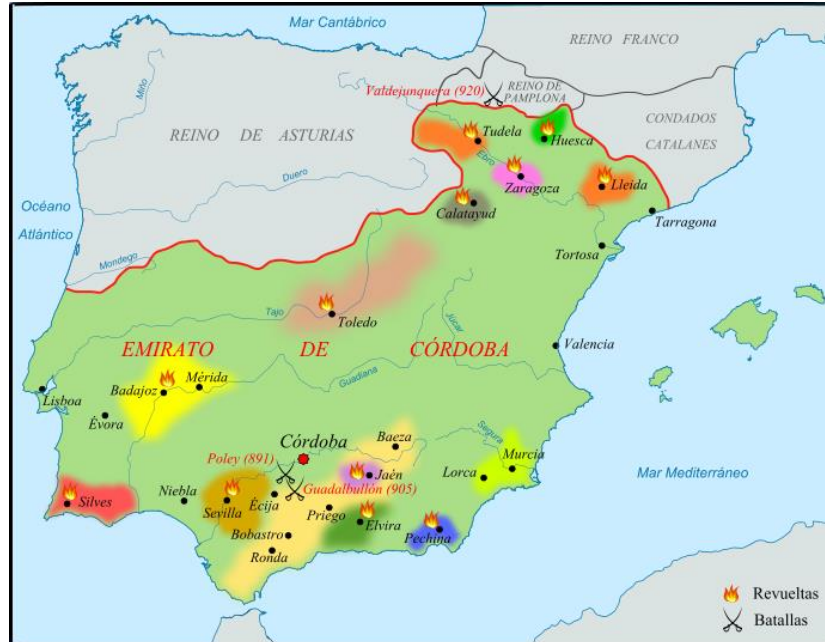 Mar Cantábrico
REINO FRANCO
Miño
Valdejunquera (920)
REINO DE
PAMPLONA
CONDADOS
CATALANES
REINO DE ASTURIAS
Tudela
Huesca
Ebro
Zaragoza
Lleida
Duero
Calatayud
Océano
Atlántico
Tarragona
Tortosa
Mondego
Tajo
Toledo
Júcar
EMIRATO DE CÓRDOBA
Valencia
Badajoz
Mérida
Guadiana
Lisboa
Évora
Córdoba
Baeza
Segura
Murcia
Poley (891)
Jaén
Lorca
Mar Mediterráneo
Guadalbullón (905)
Silves
Niebla
Sevilla
Écija
Priego
Elvira
Pechina
Bobastro
Ronda
Revueltas
Batallas